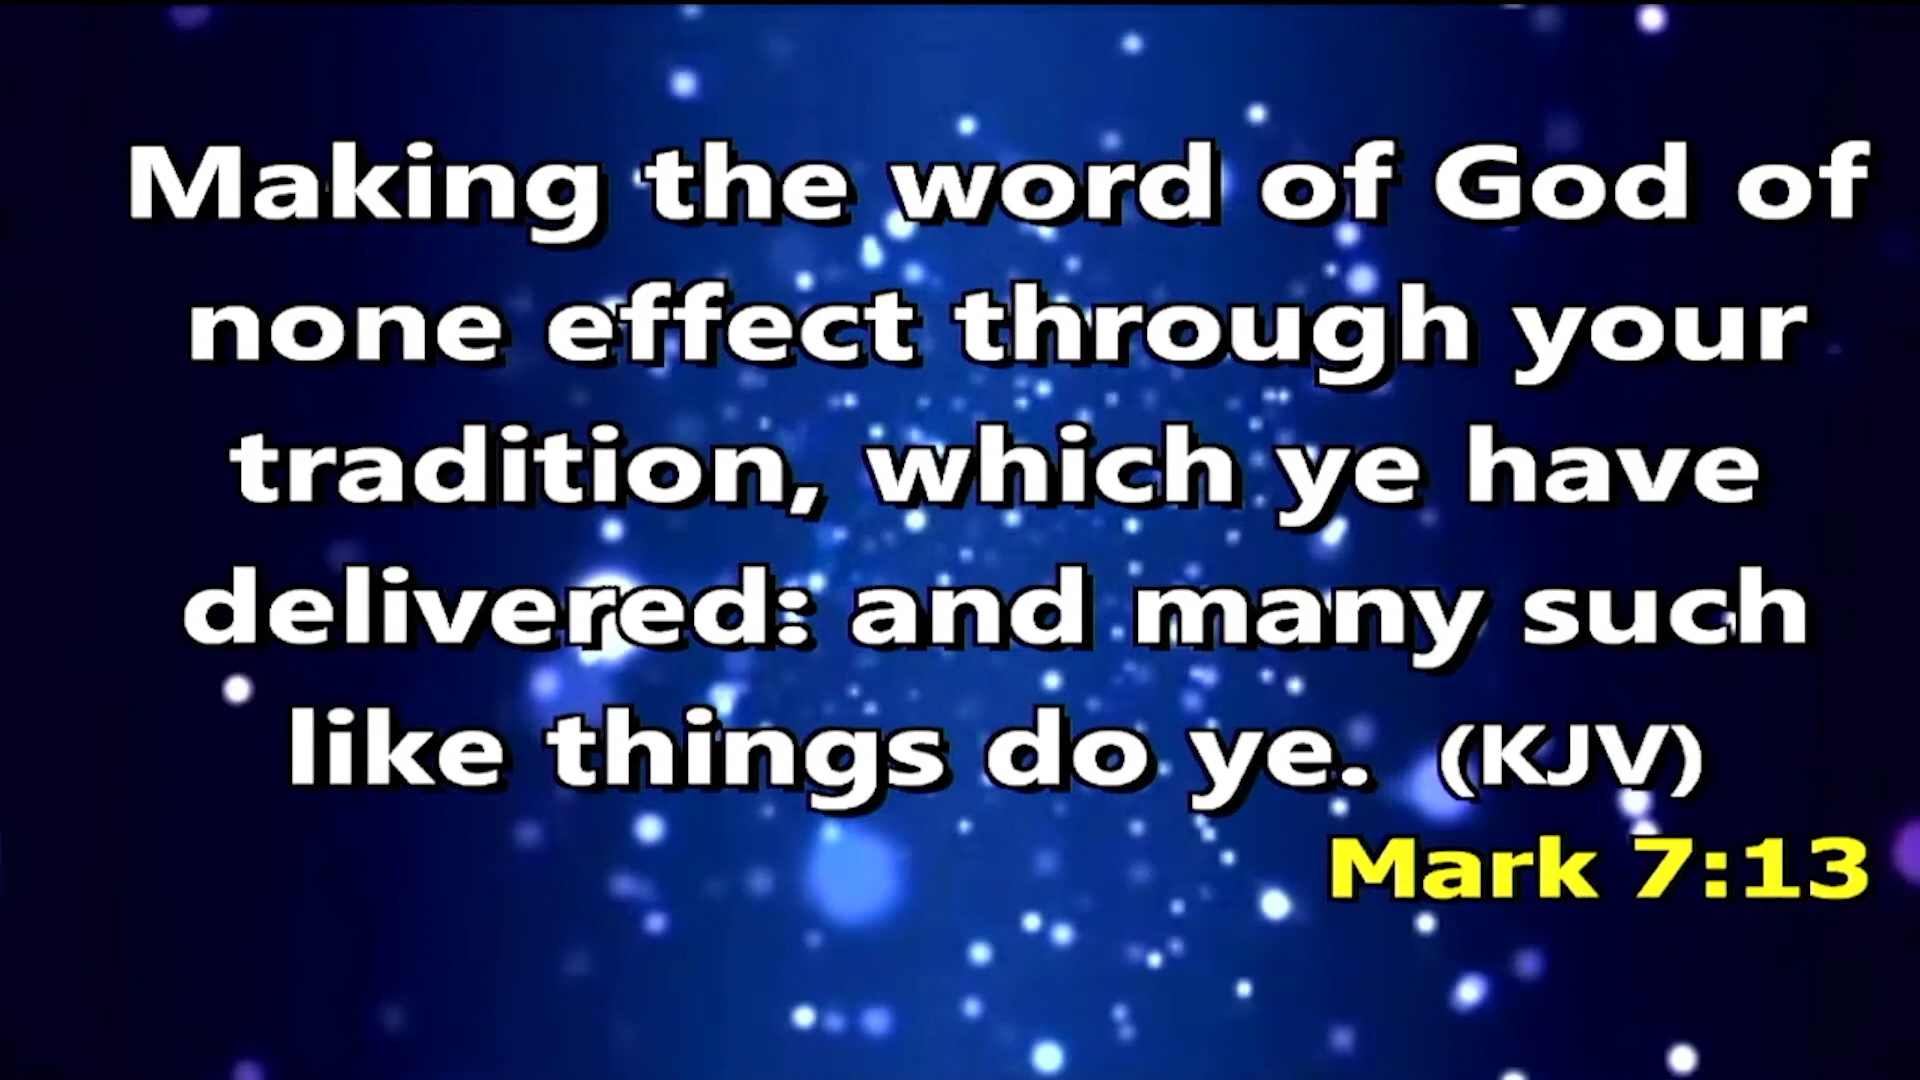 Making the word of God of
none effect through your
tradition, which ye have
delivered: and many such
like things do ye. (KJV)
Mark 7:13